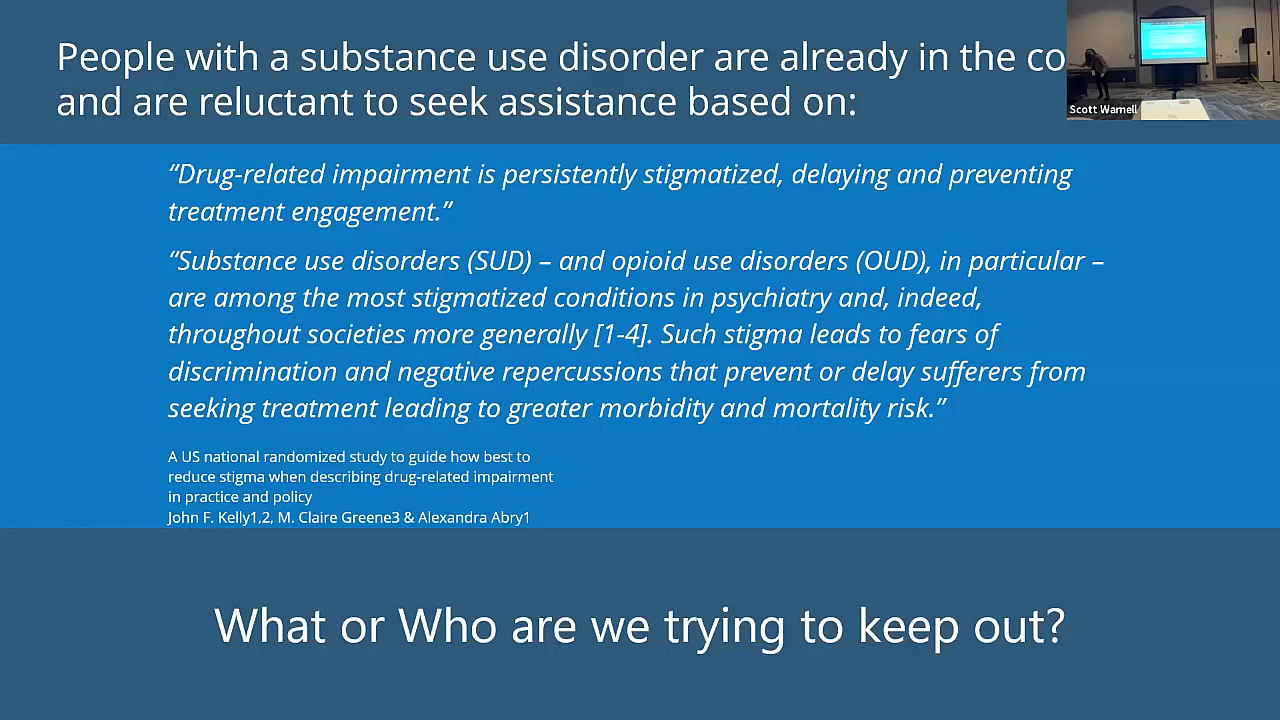 People with a substance use disorder are already in the co
and are reluctant to seek assistance based on:
Scott Warnell
“Drug-related impairment is persistently stigmatized, delaying and preventing
treatment engagement.”
“Substance use disorders (SUD) – and opioid use disorders (OUD), in particular –
are among the most stigmatized conditions in psychiatry and, indeed,
throughout societies more generally [1-4]. Such stigma leads to fears of
discrimination and negative repercussions that prevent or delay sufferers from
seeking treatment leading to greater morbidity and mortality risk.”
A US national randomized study to guide how best to
reduce stigma when describing drug-related impairment
in practice and policy
John F. Kelly1,2, M. Claire Greene3 & Alexandra Abry1
What or Who are we trying to keep out?